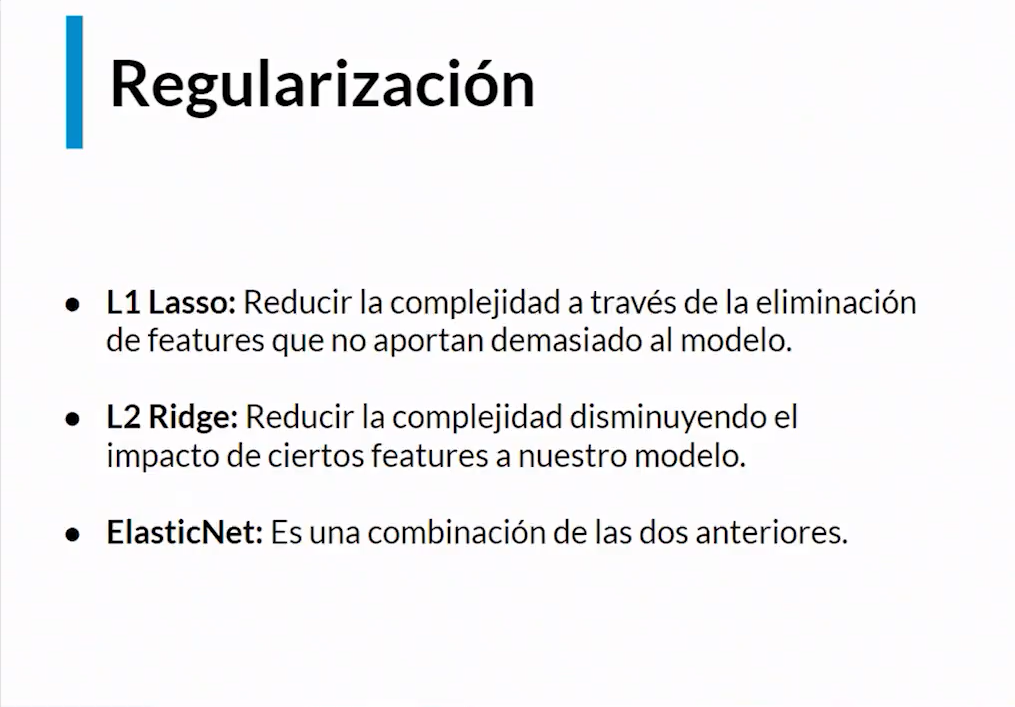 Regularización
● L1 Lasso: Reducir la complejidad a través de la eliminación
de features que no aportan demasiado al modelo.
● L2 Ridge: Reducir la complejidad disminuyendo el
impacto de ciertos features a nuestro modelo.
● ElasticNet: Es una combinación de las dos anteriores.